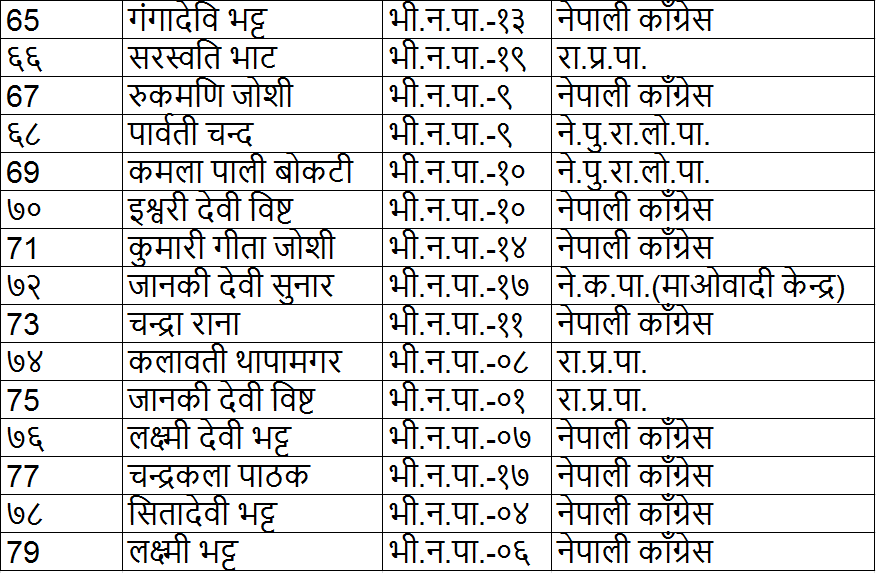 65 गंगादेवि भट्ट भी.न.पा.-१३ नेपाली काँग्रेस
६६ सरस्वति भाट भी.न.पा.-१९ रा.प्र.पा.
67 रुकमणि जोशी भी.न.पा.-९ नेपाली काँग्रेस
६८ पार्वती चन्द भी.न.पा.-९ ने.पु.रा.लो.पा.
69 कमला पाली बोकटी भी.न.पा.-१० ने.पु.रा.लो.पा.
७० इश्वरी देवी विष्ट भी.न.पा.-१० नेपाली काँग्रेस
71 कुमारी गीता जोशी भी.न.पा.-१४ नेपाली काँग्रेस
७२ जानकी देवी सुनार भी.न.पा.-१७ ने.क.पा.(माओवादी केन्द्र)
73 चन्द्रा राना भी.न.पा.-११ नेपाली काँग्रेस
७४ कलावती थापामगर भी.न.पा.-०८ रा.प्र.पा.
75 जानकी देवी विष्ट भी.न.पा.-०१ रा.प्र.पा.
७६ लक्ष्मी देवी भट्ट भी.न.पा.-०७ नेपाली काँग्रेस
77 चन्द्रकला पाठक भी.न.पा.-१७ नेपाली काँग्रेस
७८ सितादेवी भट्ट भी.न.पा.-०४ नेपाली काँग्रेस
79 लक्ष्मी भट्ट भी.न.पा.-०६ नेपाली काँग्रेस